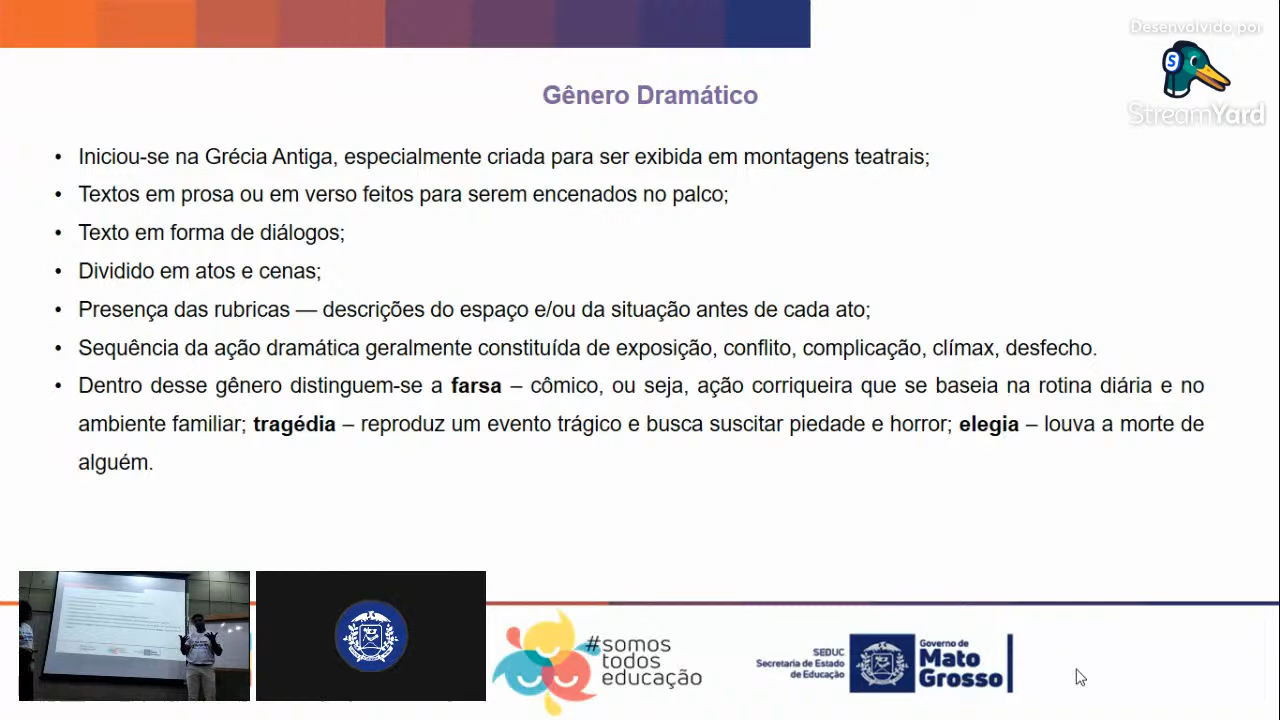 Desenvolvido por
S
StreamYard
Gênero Dramático
• Iniciou-se na Grécia Antiga, especialmente criada para ser exibida em montagens teatrais;
• Textos em prosa ou em verso feitos para serem encenados no palco;
• Texto em forma de diálogos;
• Dividido em atos e cenas;
• Presença das rubricas — descrições do espaço e/ou da situação antes de cada ato;
• Sequência da ação dramática geralmente constituída de exposição, conflito, complicação, clímax, desfecho.
• Dentro desse gênero distinguem-se a farsa – cômico, ou seja, ação corriqueira que se baseia na rotina diária e no
ambiente familiar; tragédia – reproduz um evento trágico e busca suscitar piedade e horror; elegia – louva a morte de
alguém.
#somos
todos
educação
SEDUC
Secretaria de Estado
de Educação
Governo de
Mato
Grosso